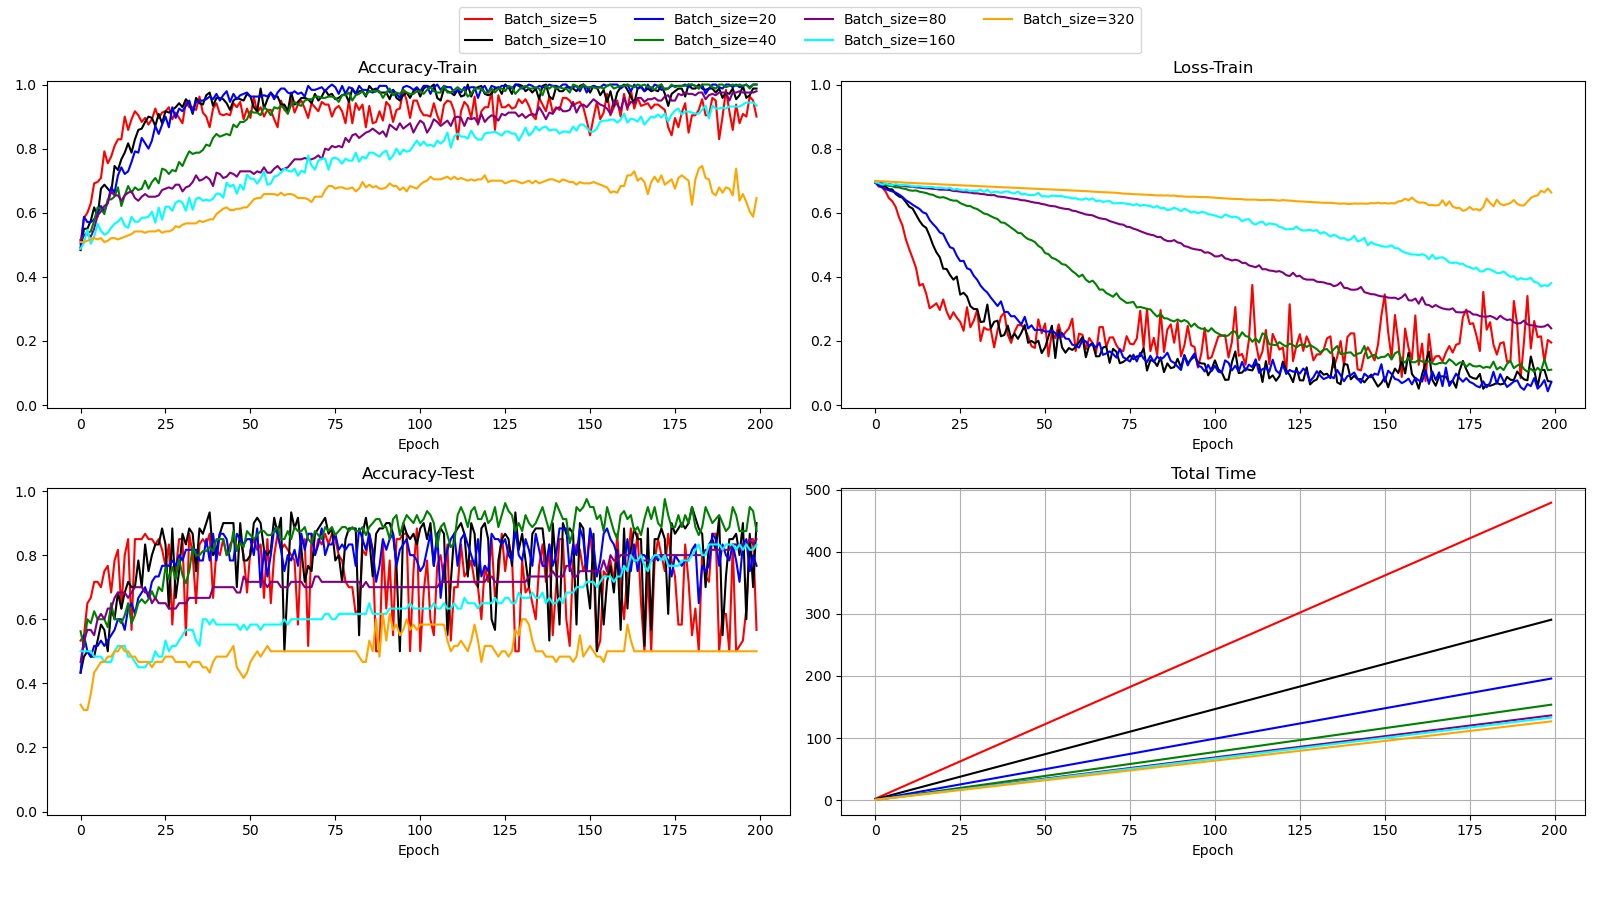 Batch_size=5 Batch_size=20 Batch_size=80 Batch_size=320
Batch_size=10 Batch_size=40 Batch_size=160
Accuracy-Train
1.0
0.8
0.6
0.4
0.2
0.0
0 25 50 75 100 125 150 175 200
Epoch
Loss-Train
1.0
0.8
0.6
0.4
0.2
0.0
0 25 50 75 100 125 150 175 200
Epoch
Accuracy-Test
1.0
0.8
0.6
0.4
0.2
0.0
0 25 50 75 100 125 150 175 200
Epoch
Total Time
500
400
300
200
100
0
0 25 50 75 100 125 150 175 200
Epoch